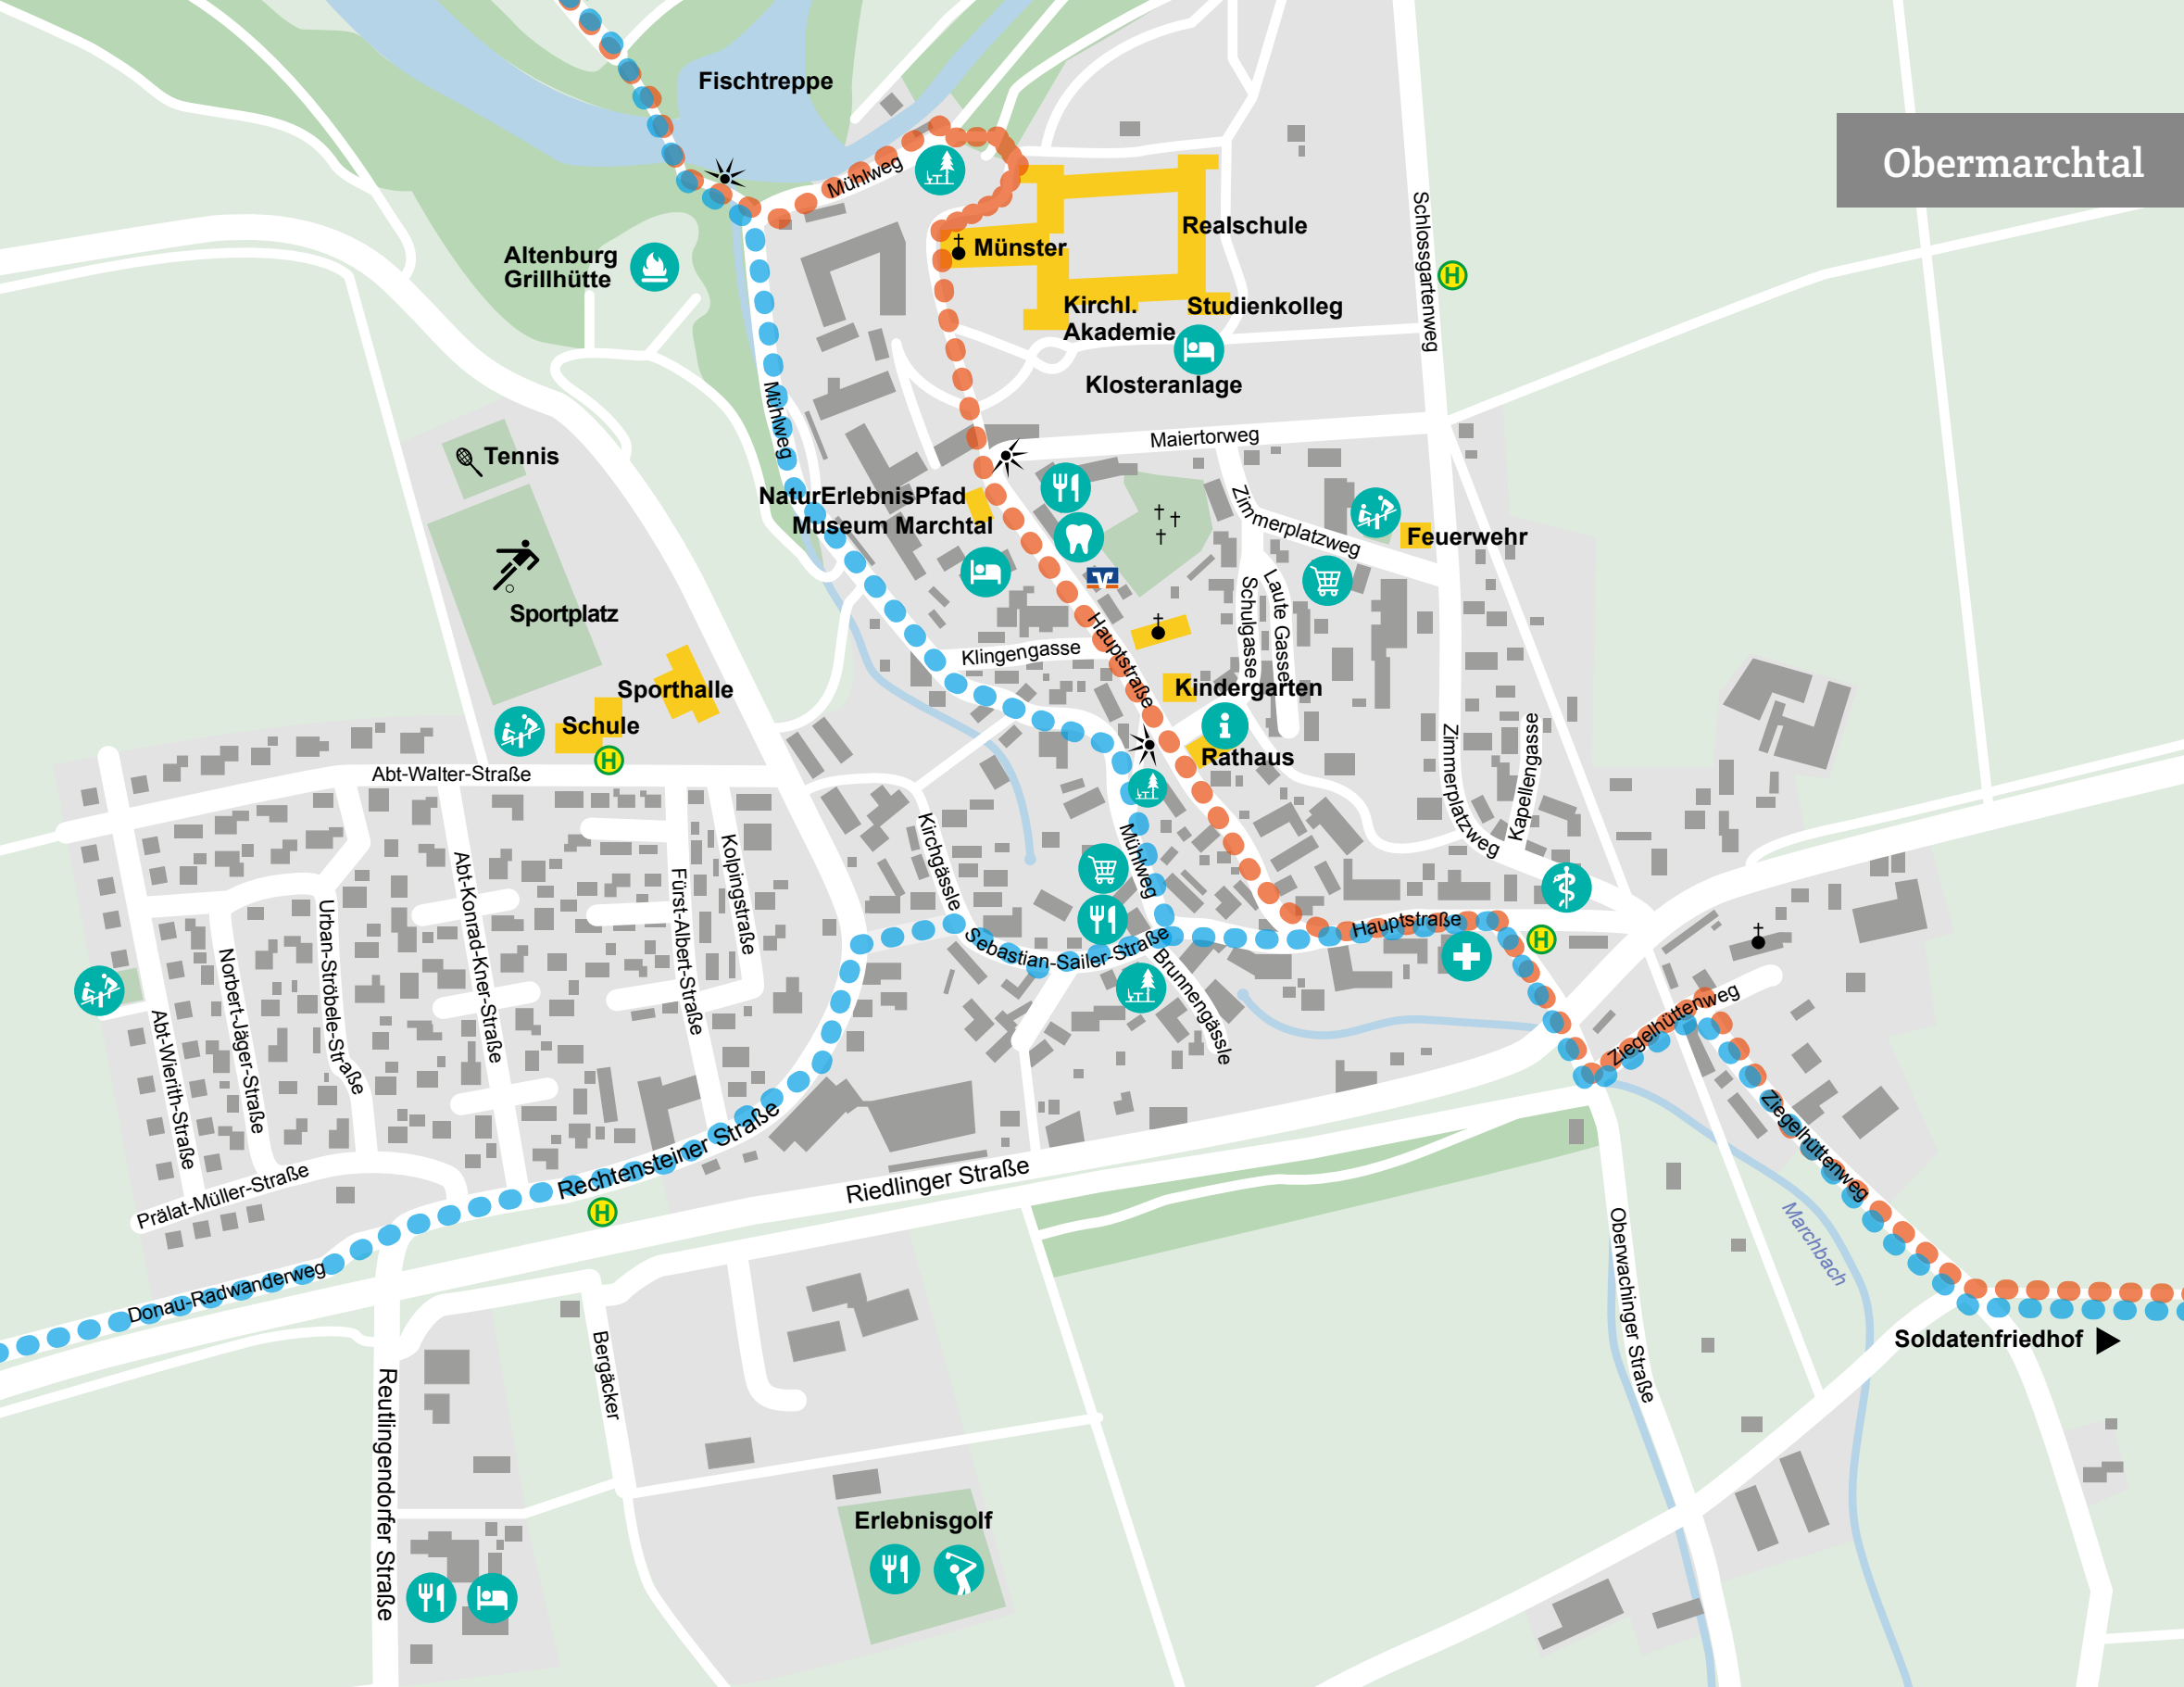 Fischtreppe
Obermarchtal
Mühlweg
Realschule
Münster
Altenburg
Grillhütte
Schlossgartenweg
Kirchl.
Akademie
Studienkolleg
Klosteranlage
Mühlweg
Maiertorweg
Tennis
NaturErlebnisPfad
Museum Marchtal
Zimmerplatzweg
Feuerwehr
Sportplatz
Schulgasse
Laute Gasse
Hauptstraße
Klingengasse
Kindergarten
Sporthalle
Schule
Rathaus
H
H
Abt-Walter-Straße
Zimmerplatzweg
Kapellengasse
Kirchgässle
Mühlweg
Kolpingstraße
Fürst-Albert-Straße
Abt-Konrad-Kner-Straße
Urban-Ströbele-Straße
Norbert-Jäger-Straße
Abt-Wierith-Straße
Sebastian-Sailer-Straße
Hauptstraße
H
Brunnengässle
Ziegelhüttenweg
Ziegelhüttenweg
Rechtensteiner Straße
Riedlinger Straße
H
Prälat-Müller-Straße
Donau-Radwanderweg
Marchbach
Oberwachinger Straße
Soldatenfriedhof
Bergäcker
Reutlingendorfer Straße
Erlebnisgolf